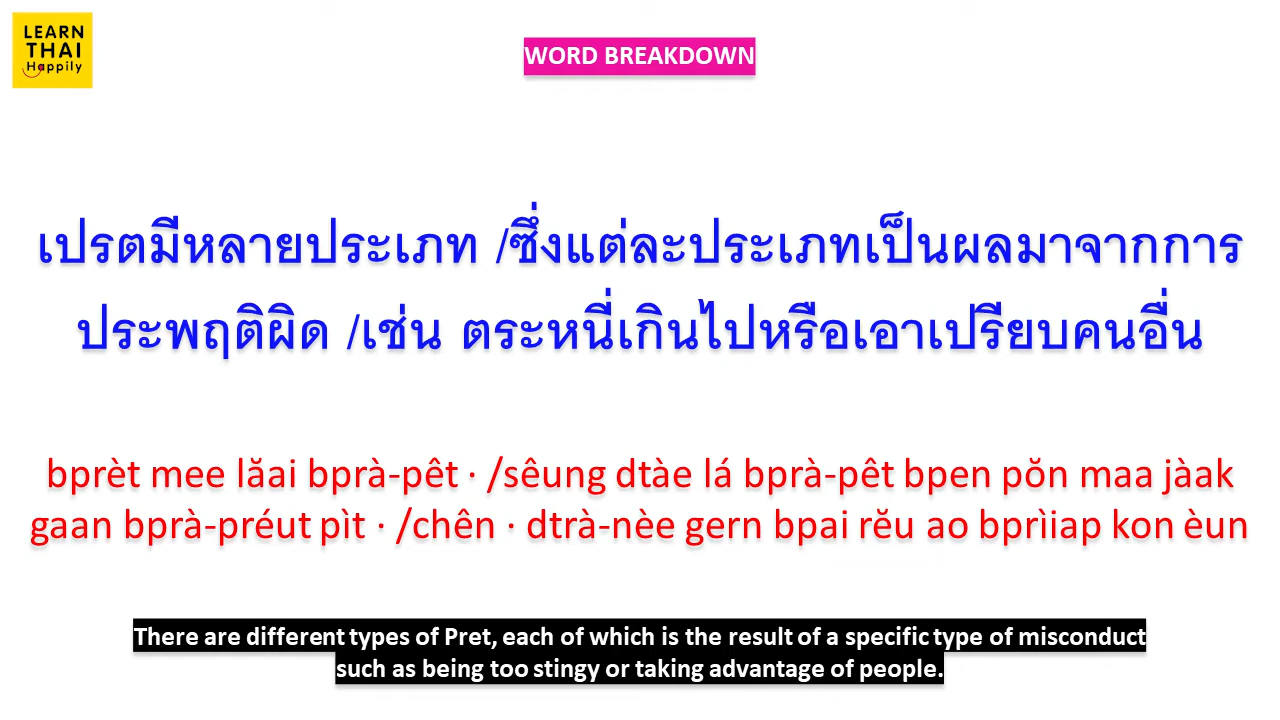 LEARN
THAI
Happily
WORD BREAKDOWN
เปรตมีหลายประเภท /ซึ่งแต่ละประเภทเป็นผลมาจากการ
ประพฤติผิด /เช่น ตระหนี่เกินไปหรือเอาเปรียบคนอื่น
bprèt mee lăai bprà-pêt · /sêung dtàe lá bprà-pêt bpen pŏn maa jàak
gaan bprà-préut pìt · /chên · dtrà-nèe gern bpai rĕu ao bprìiap kon èun
There are different types of Pret, each of which is the result of a specific type of misconduct
such as being too stingy or taking advantage of people.